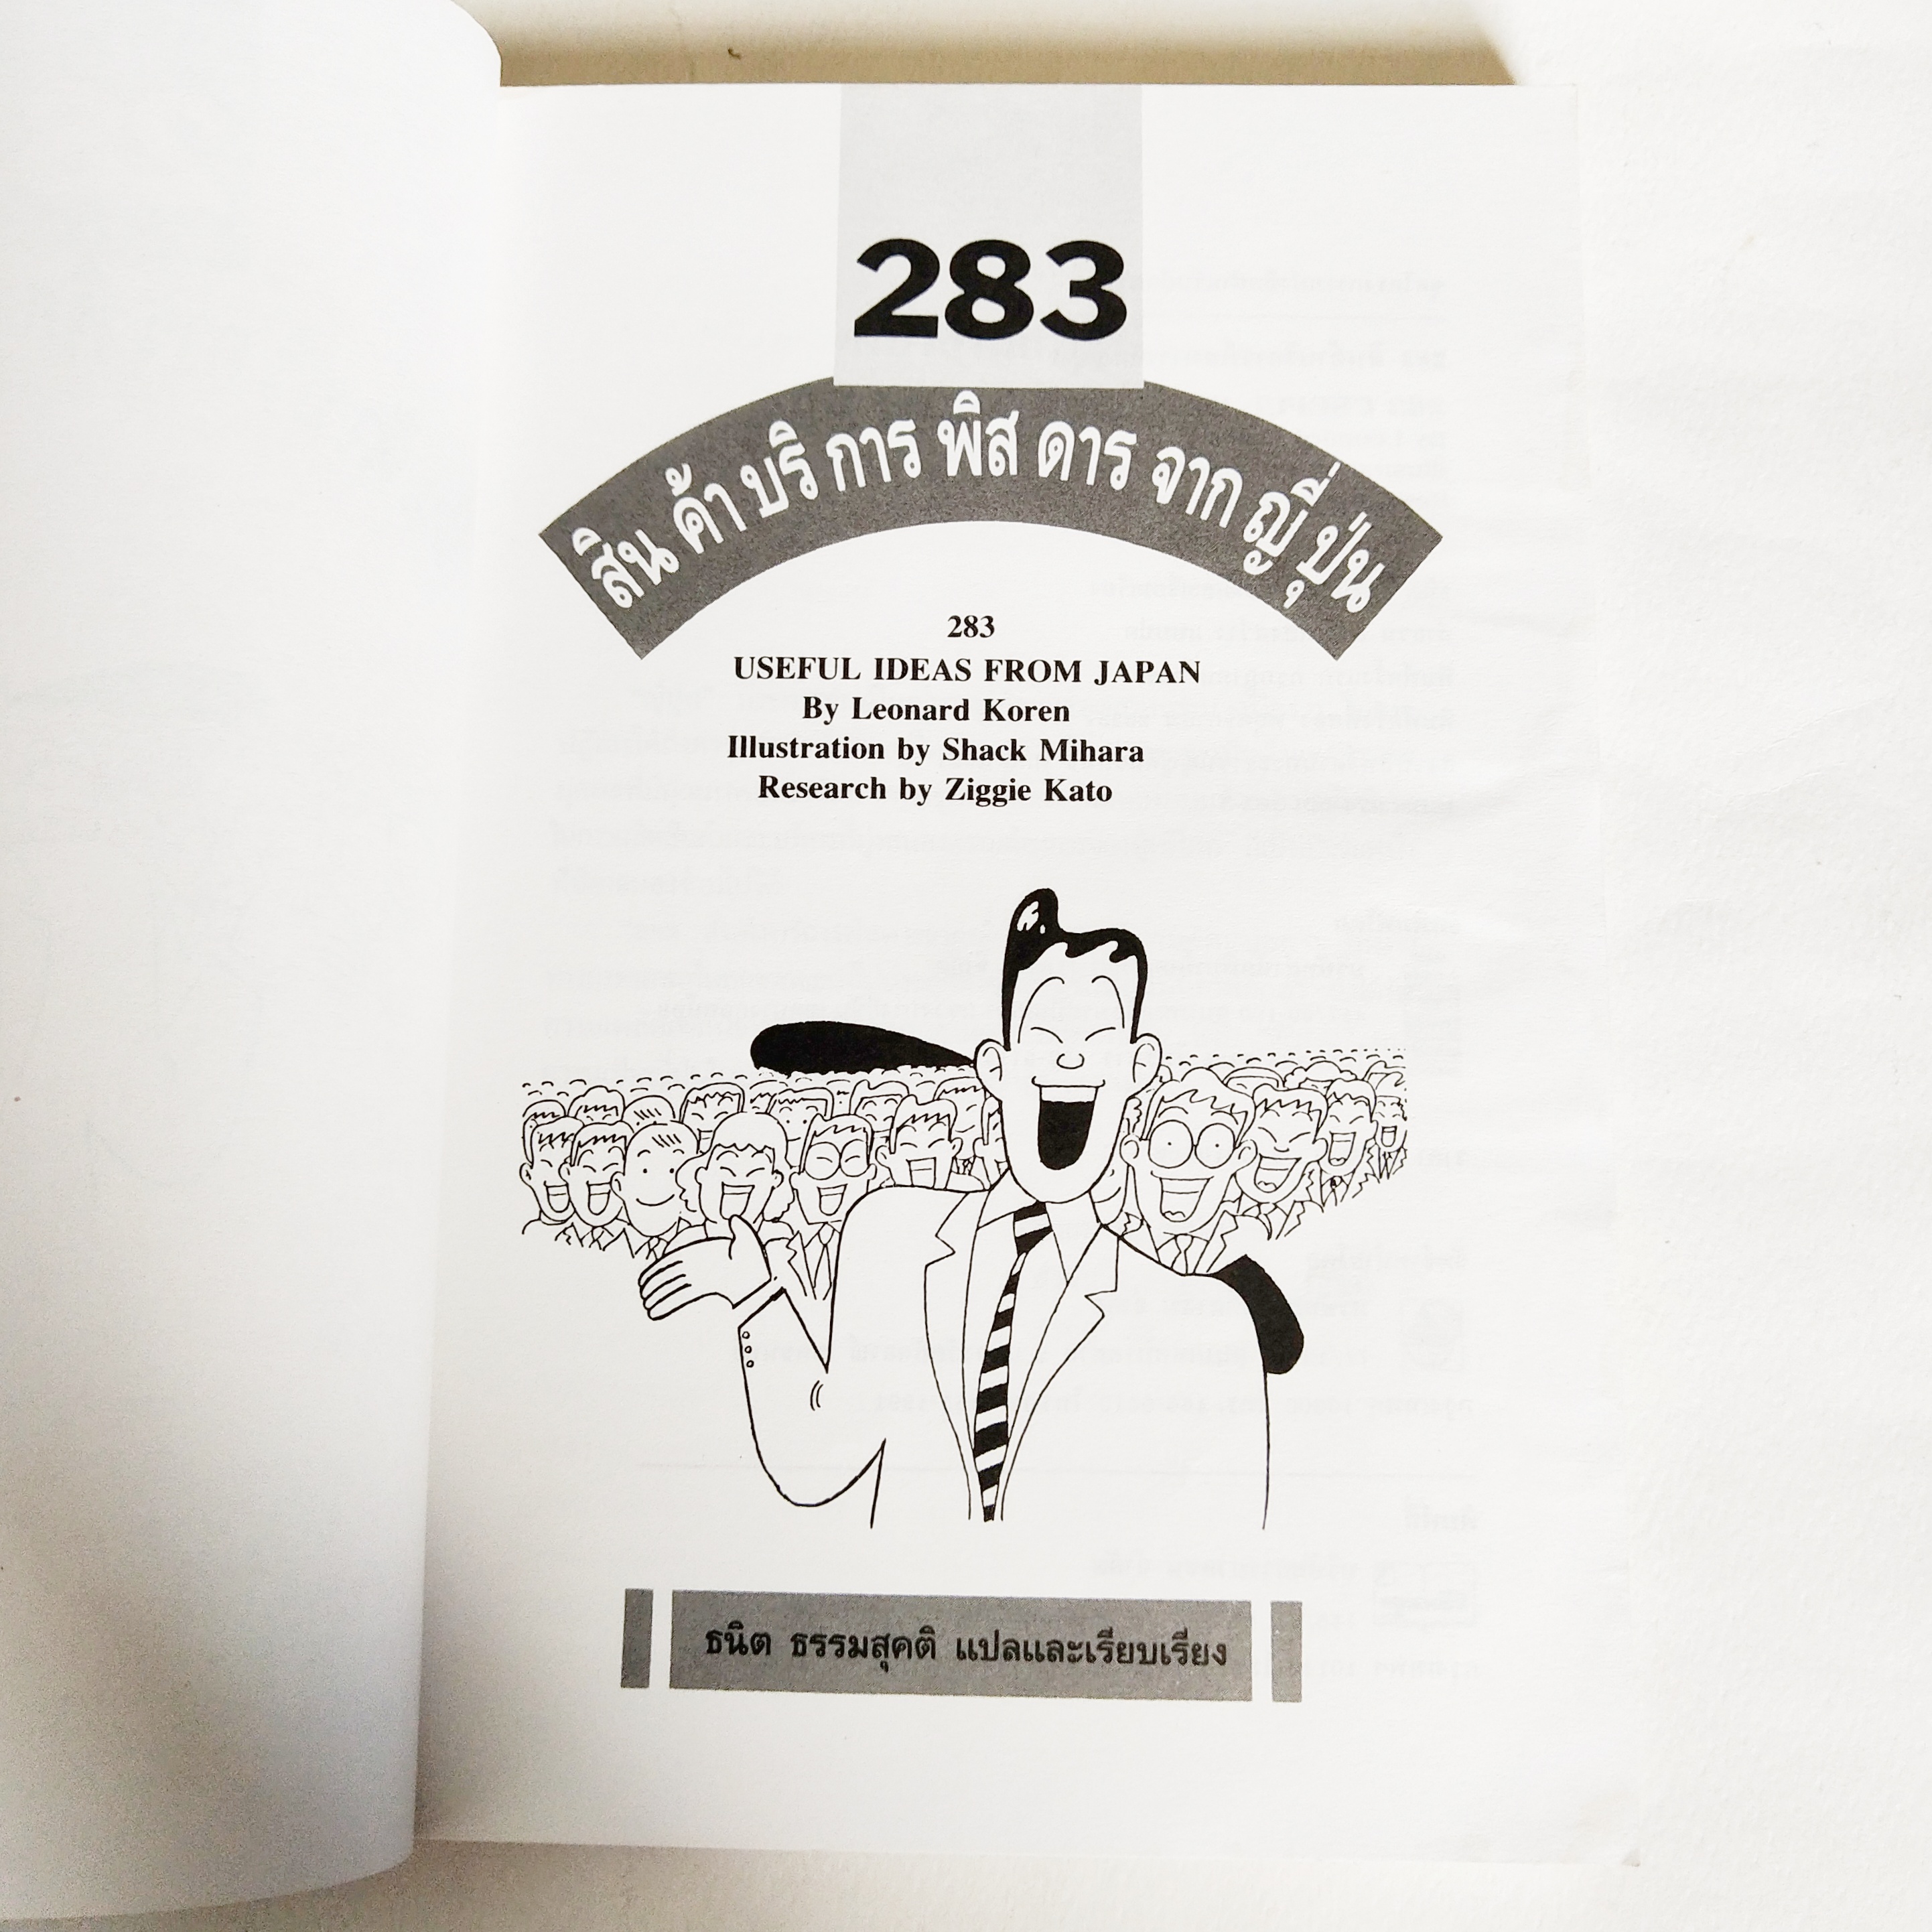 283
สินค้าบริการพิสดารจากญี่ปุ่น
283
USEFUL IDEAS FROM JAPAN
By Leonard Koren
Illustration by Shack Mihara
Research by Ziggie Kato
ธนิต ธรรมสุคติ แปลและเรียบเรียง